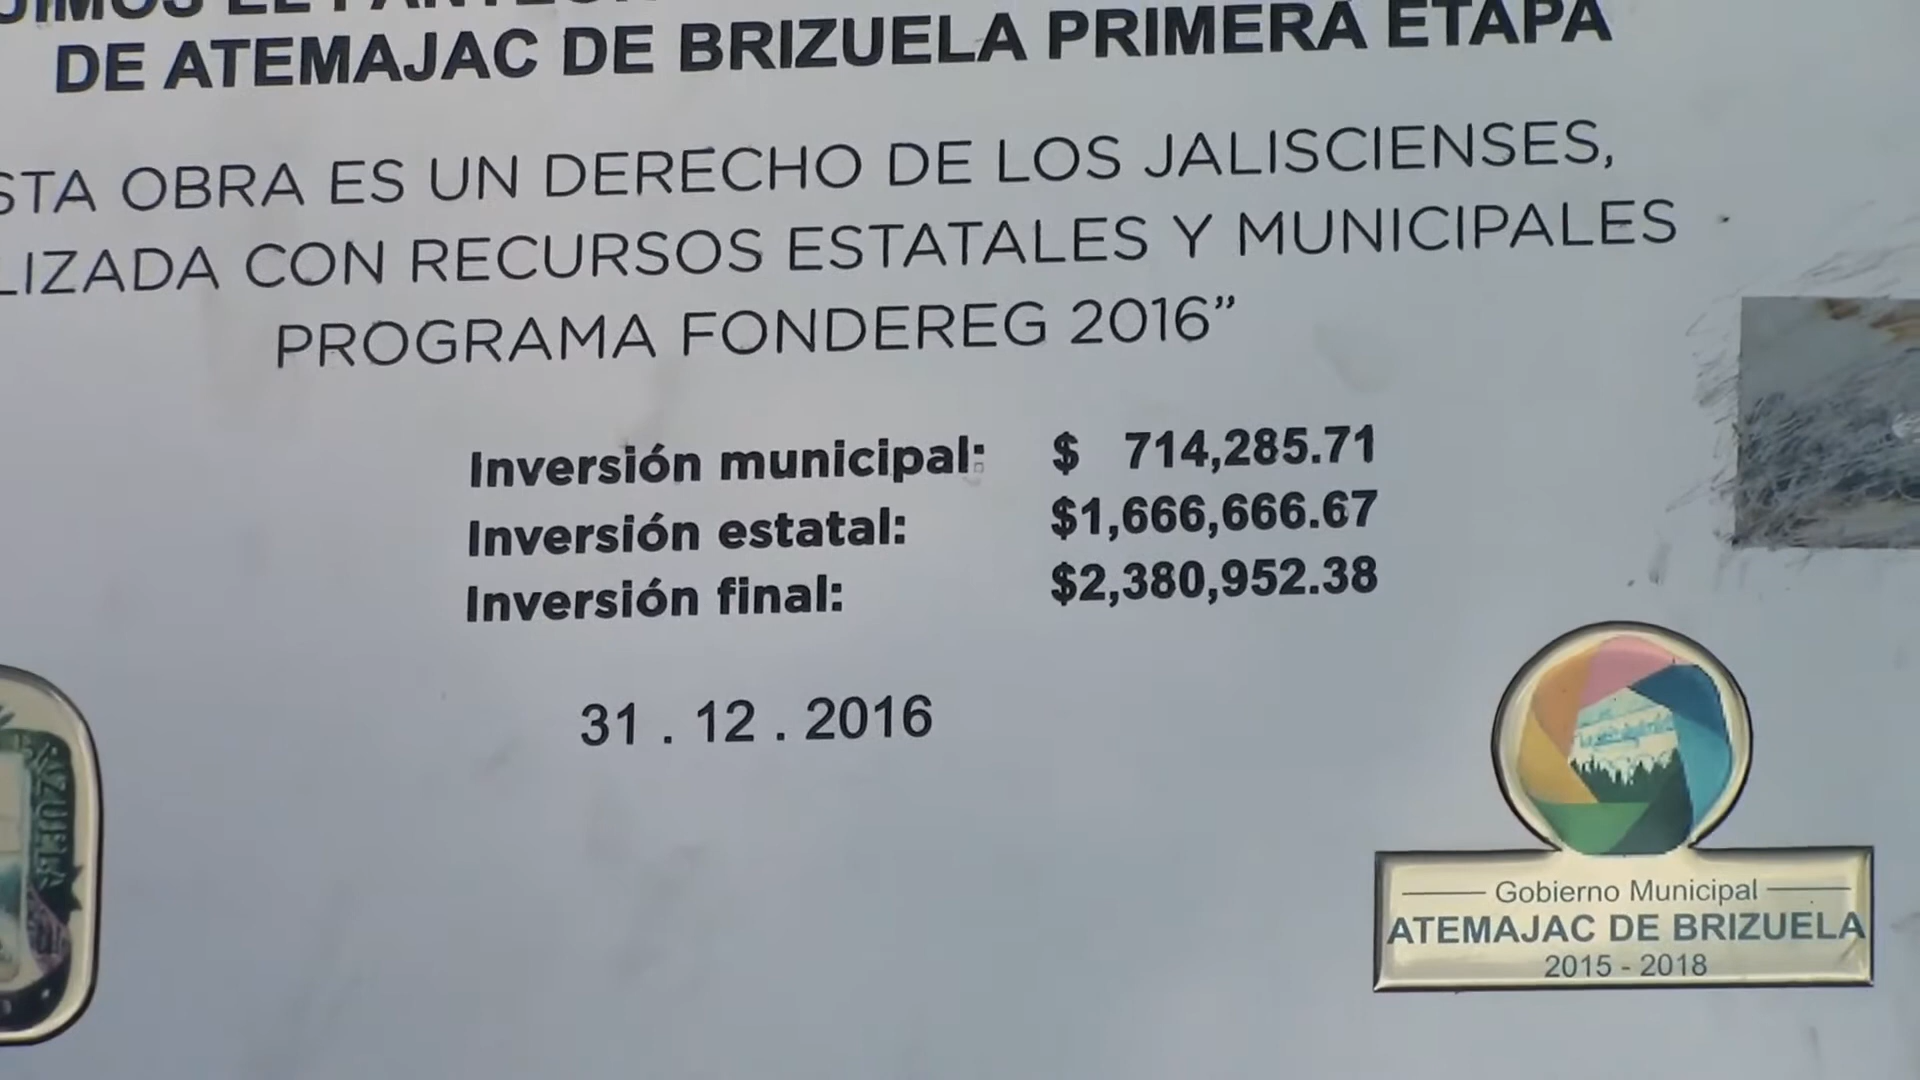 DE ATEMAJAC DE BRIZUELA PRIMERA ETAPA
STA OBRA ES UN DERECHO DE LOS JALISCIENSES,
LIZADA CON RECURSOS ESTATALES Y MUNICIPALES
PROGRAMA FONDEREG 2016”
Inversión municipal: $ 714,285.71
Inversión estatal: $1,666,666.67
Inversión final: $2,380,952.38
31 . 12 . 2016
Gobierno Municipal
ATEMAJAC DE BRIZUELA
2015 - 2018